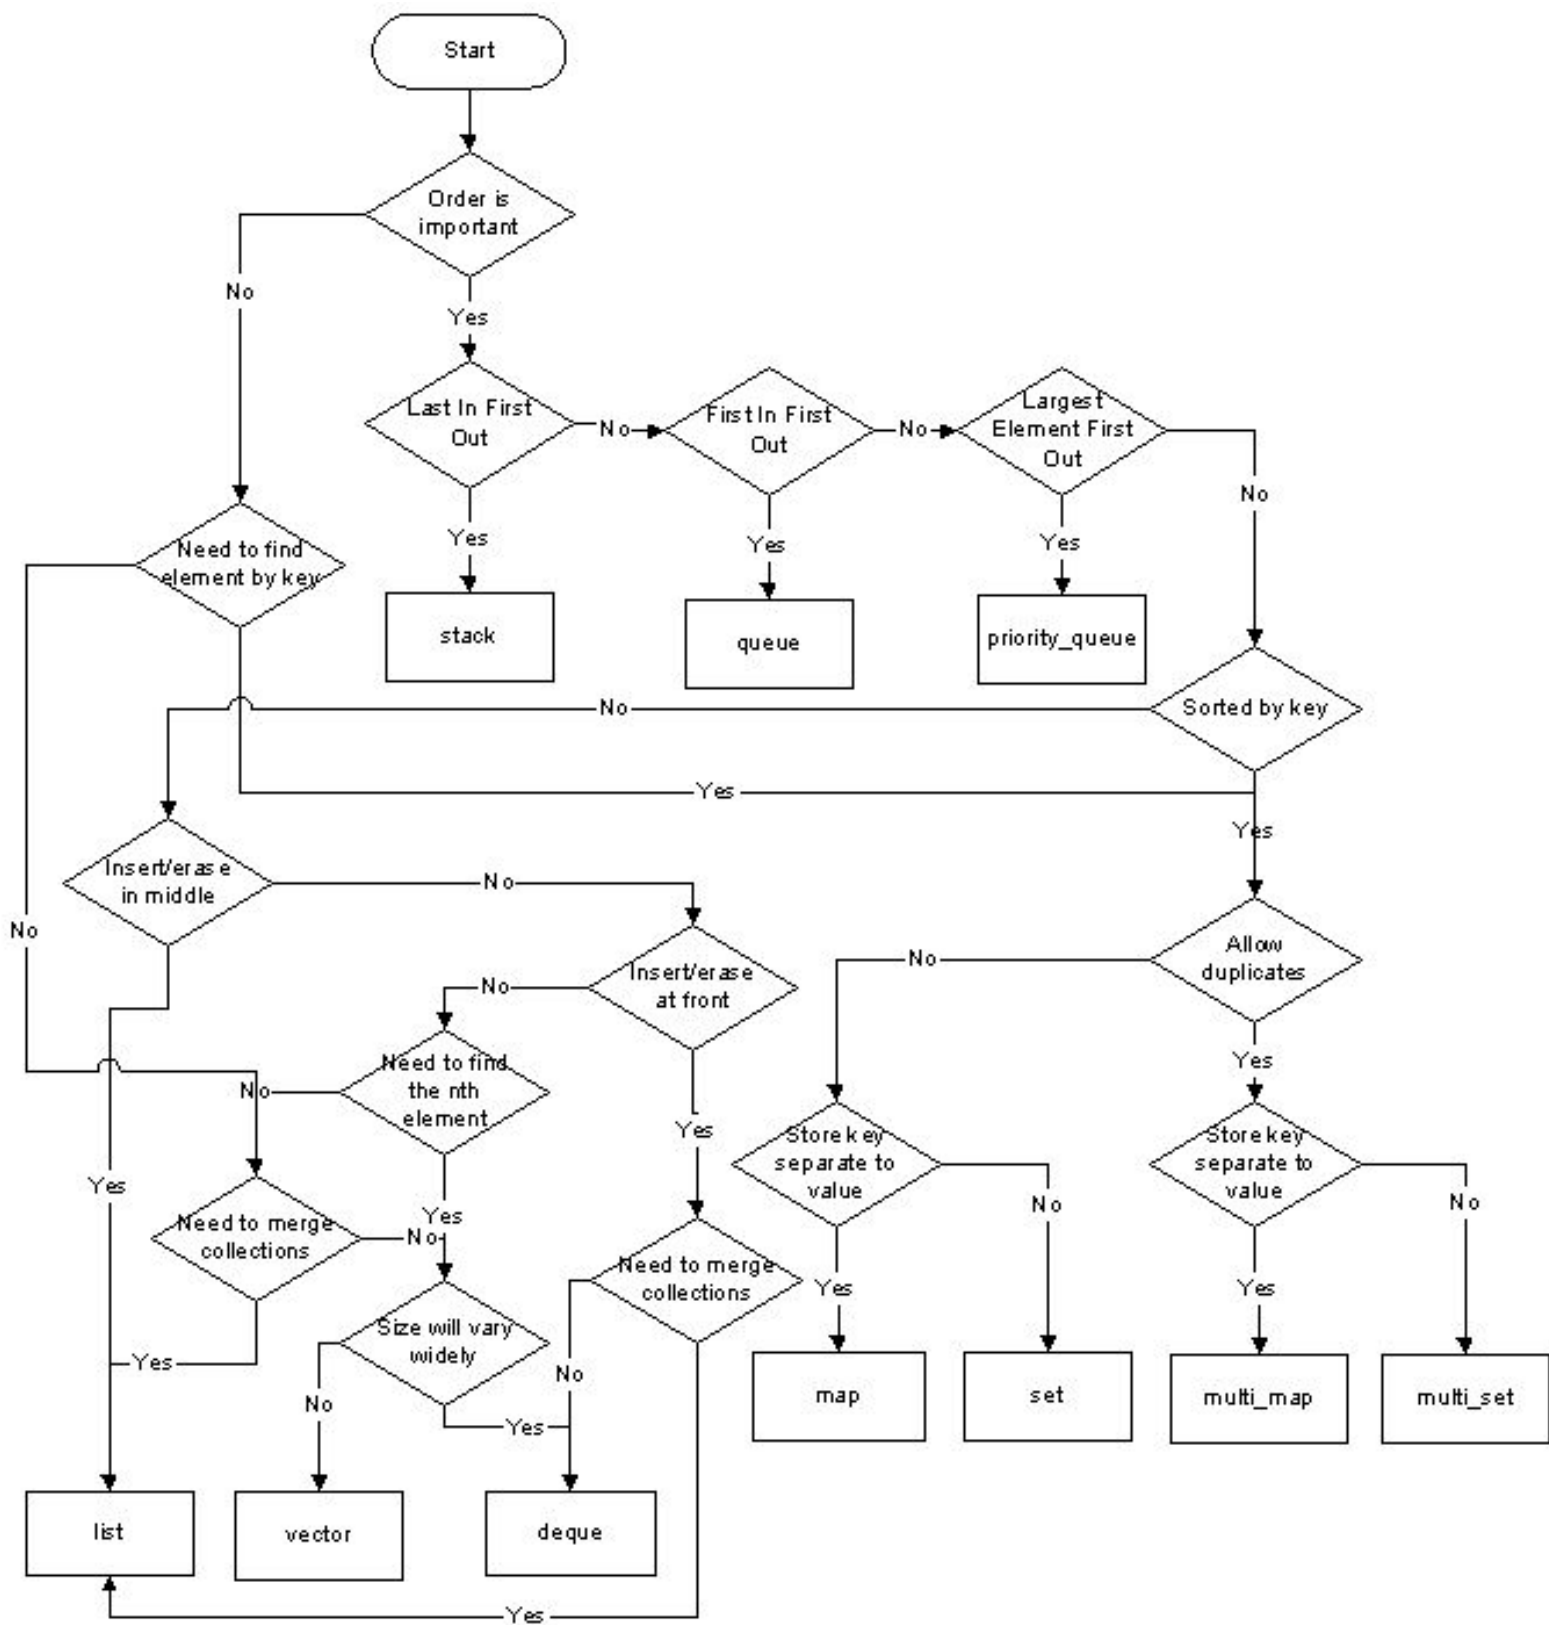 Start
Order is
important
No
Yes
Last In First
Out
No
First In First
Out
No
Largest
Element First
Out
No
Yes
Yes
Yes
Need to find
element by key
stack
queue
priority_queue
No
Sorted by key
Yes
Yes
Insert/erase
in middle
No
No
No
Allow
duplicates
Insert/erase
at front
No
Yes
Need to find
the nth
element
No
Yes
Yes
Yes
Store key
separate to
value
No
Store key
separate to
value
No
Need to merge
collections
No
Yes
Need to merge
collections
Yes
Yes
Size will vary
widely
Yes
No
No
Yes
map
set
multi_map
multi_set
list
vector
deque
Yes